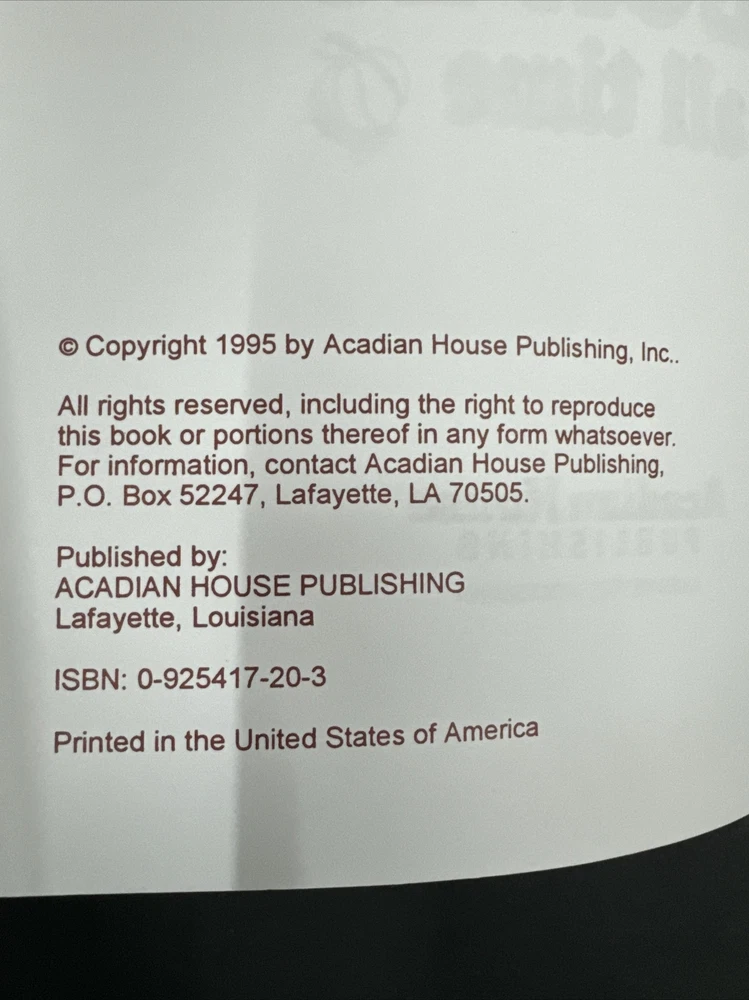 © Copyright 1995 by Acadian House Publishing, Inc..
All rights reserved, including the right to reproduce
this book or portions thereof in any form whatsoever.
For information, contact Acadian House Publishing,
P.O. Box 52247, Lafayette, LA 70505.
Published by:
ACADIAN HOUSE PUBLISHING
Lafayette, Louisiana
ISBN: 0-925417-20-3
Printed in the United States of America